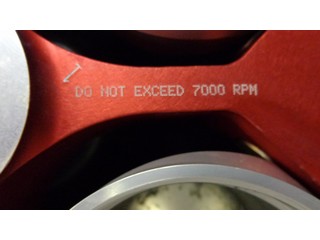 DO NOT EXCEED 7000 RPM